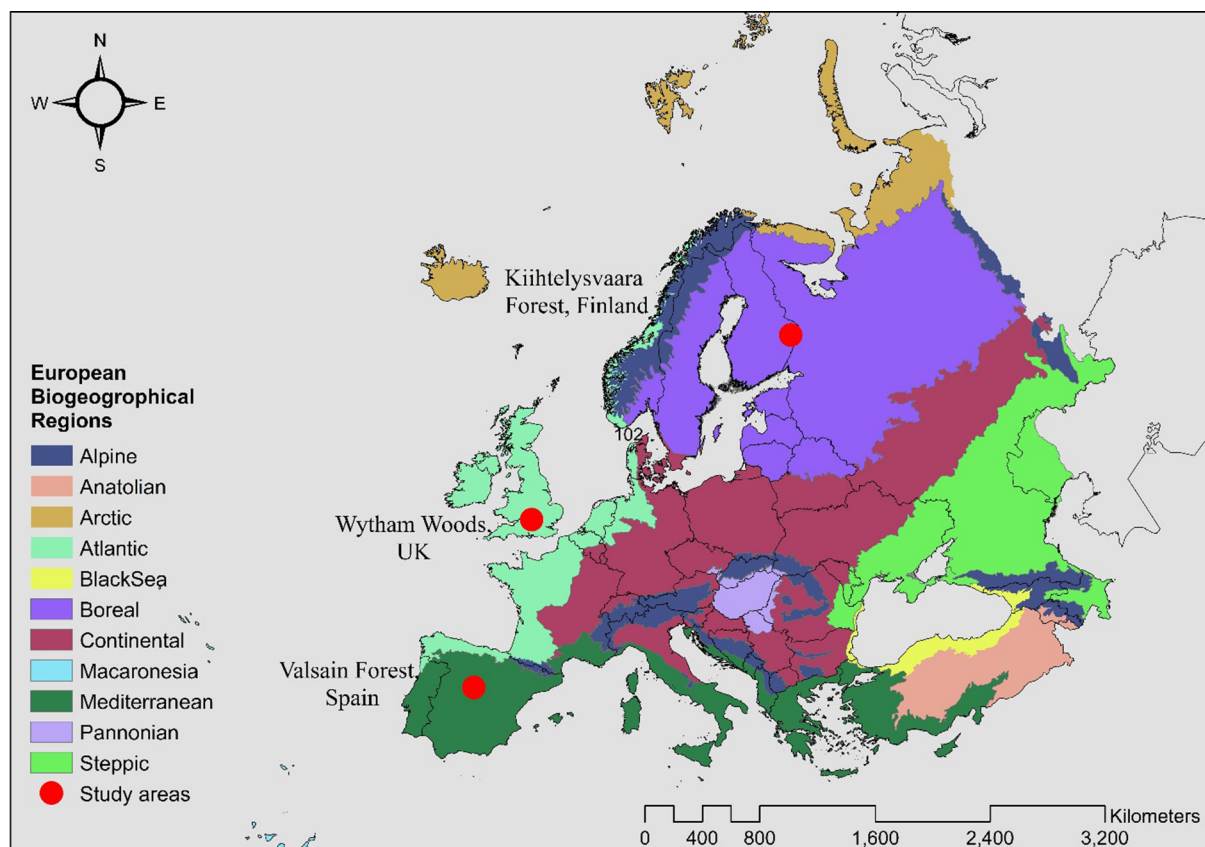 N
W
E
S
Kiihtelysvaara
Forest, Finland
102
Wytham Woods,
UK
Valsain Forest,
Spain
European
Biogeographical
Regions
Alpine
Anatolian
Arctic
Atlantic
BlackSea
Boreal
Continental
Macaronesia
Mediterranean
Pannonian
Steppic
Study areas
Kilometers
0 400 800 1,600 2,400 3,200